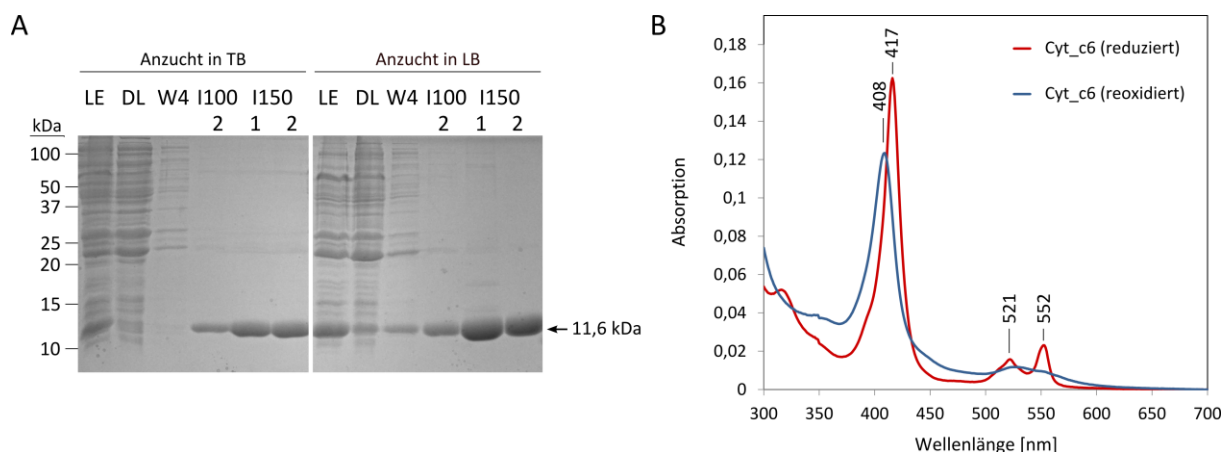 A
Anzucht in TB
Anzucht in LB
LE DL W4 I100 I150
LE DL W4 I100 I150
kDa 2 1 2
2 1 2
100
50
37
25
20
15
10
11,6 kDa
B
0,18
0,16
0,14
0,12
0,1
0,08
0,06
0,04
0,02
0
Absorption
408
417
521
552
Cyt_c6 (reduziert)
Cyt_c6 (reoxidiert)
300 350 400 450 500 550 600 650 700
Wellenlänge [nm]